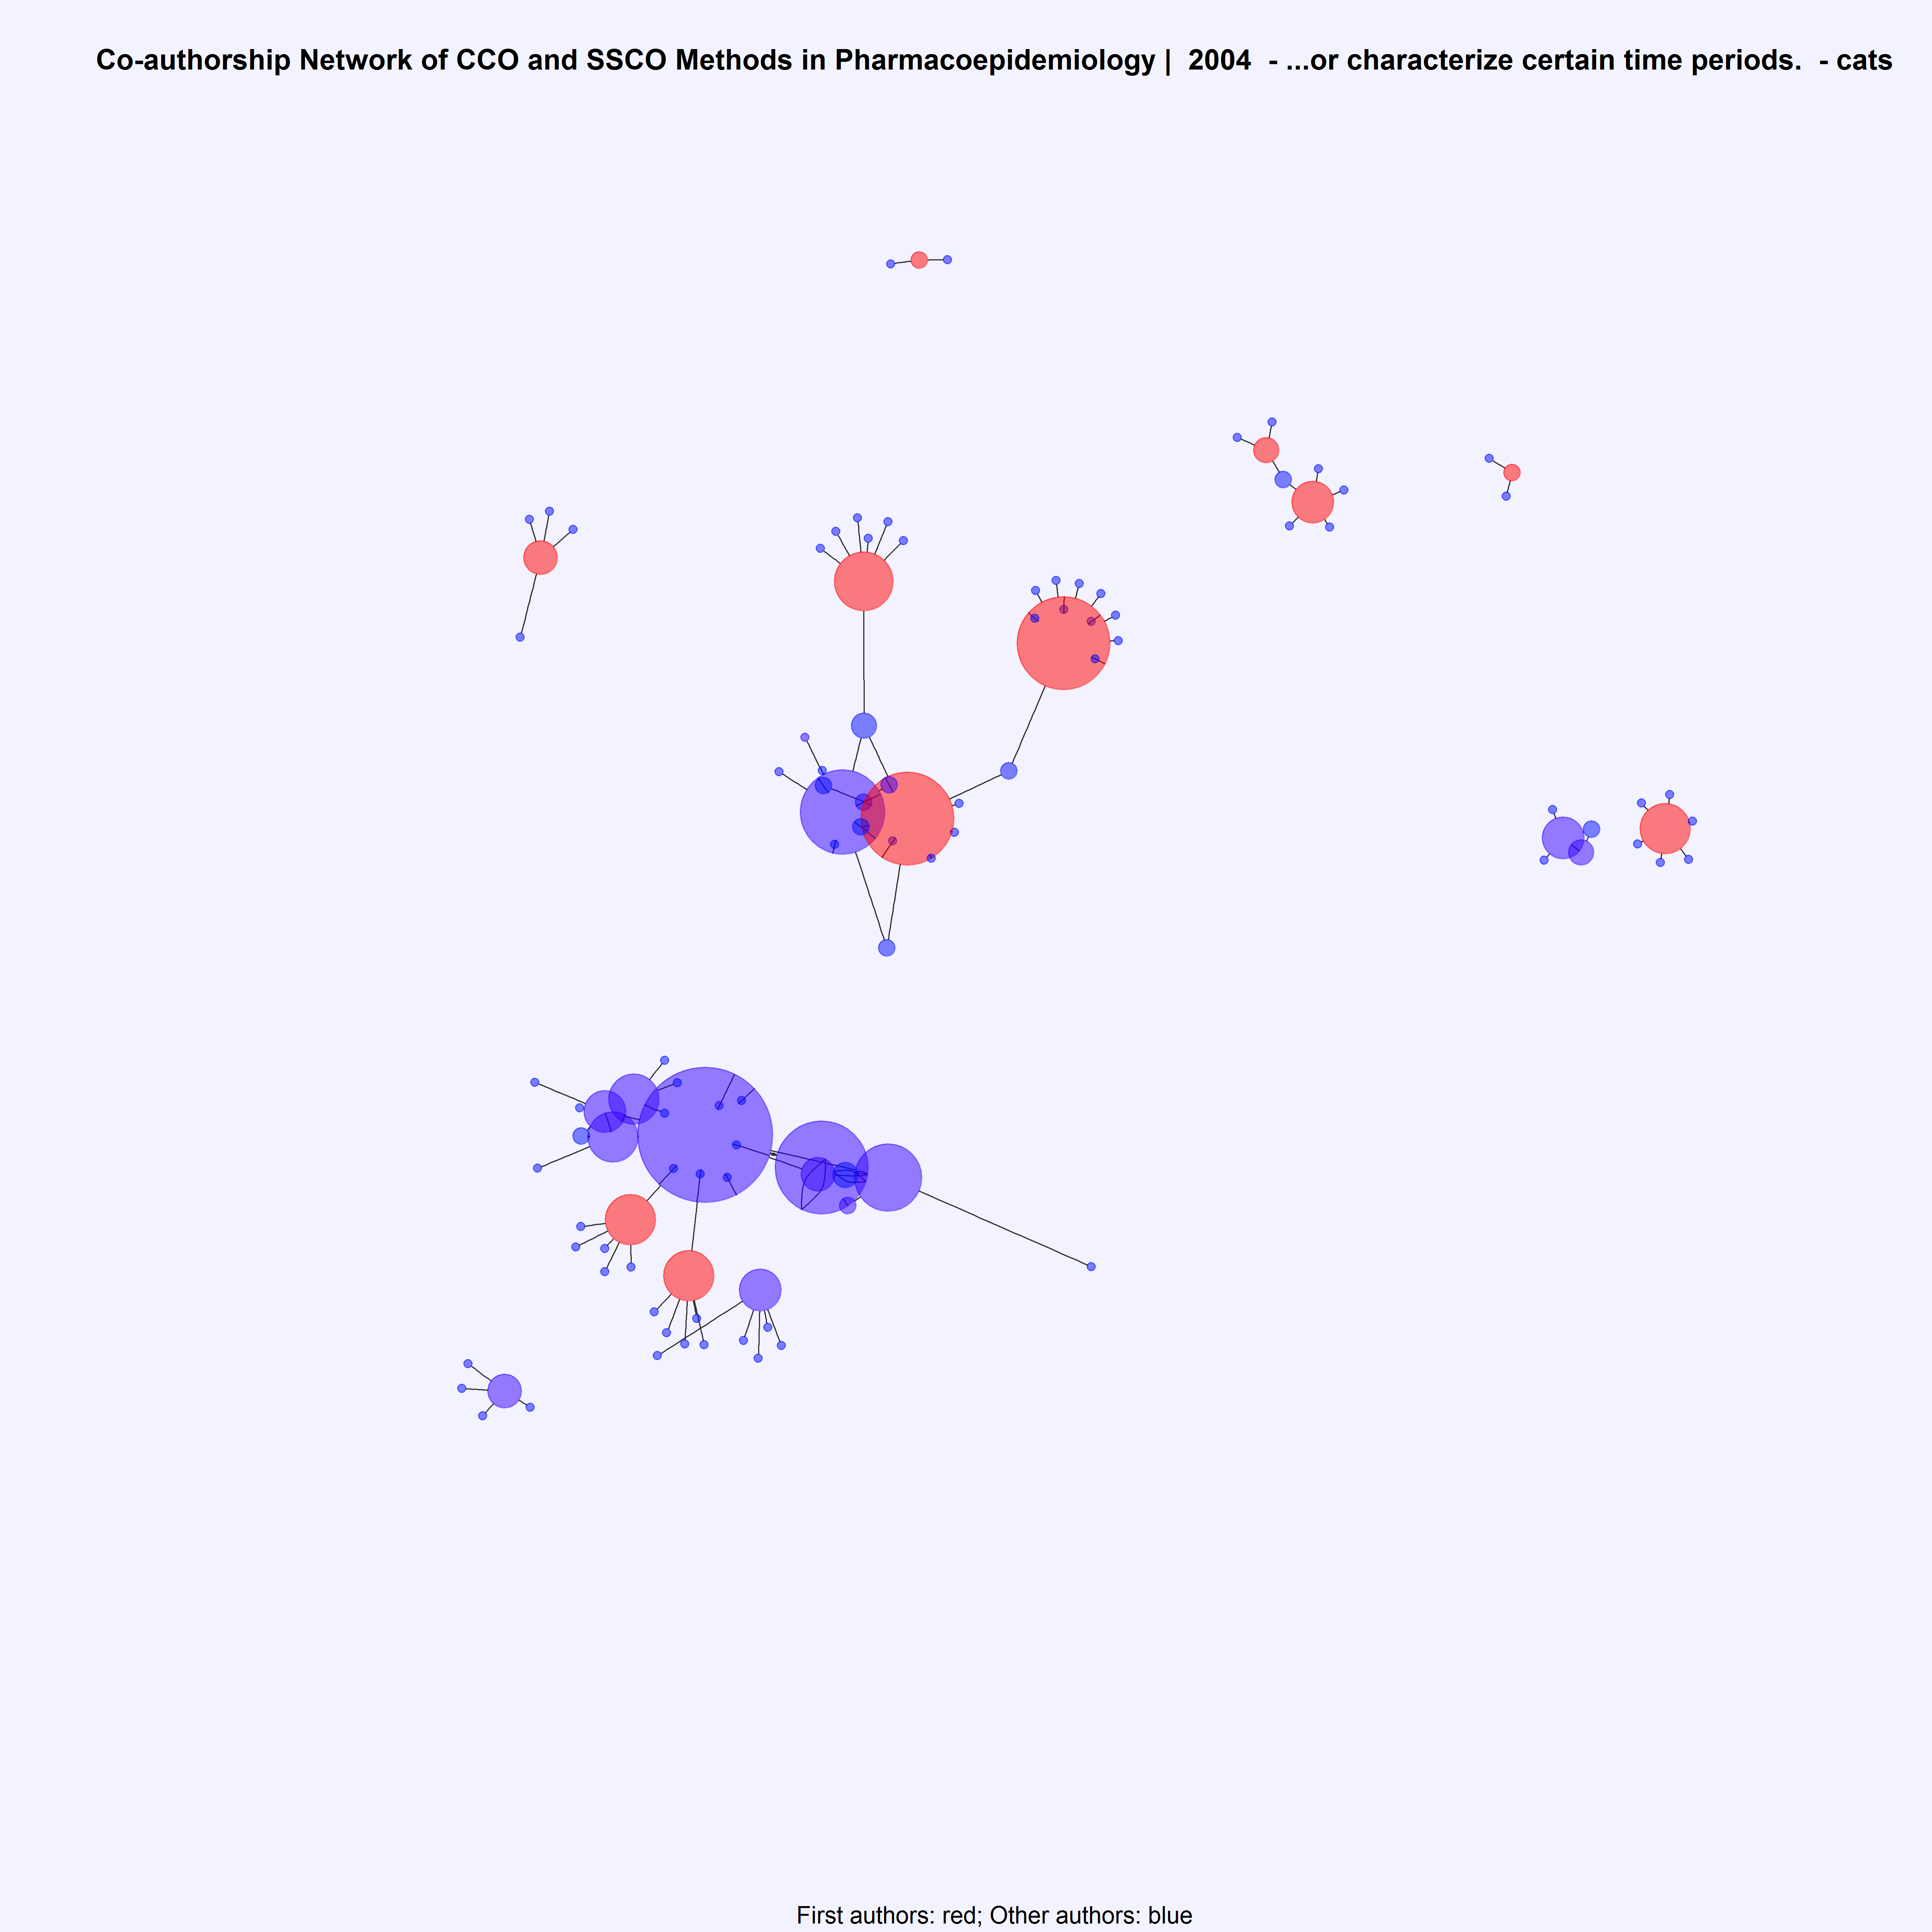 Co-authorship Network of CCO and SSCO Methods in Pharmacoepidemiology |  2004  - ...or characterize certain time periods.  - cats
First authors: red; Other authors: blue